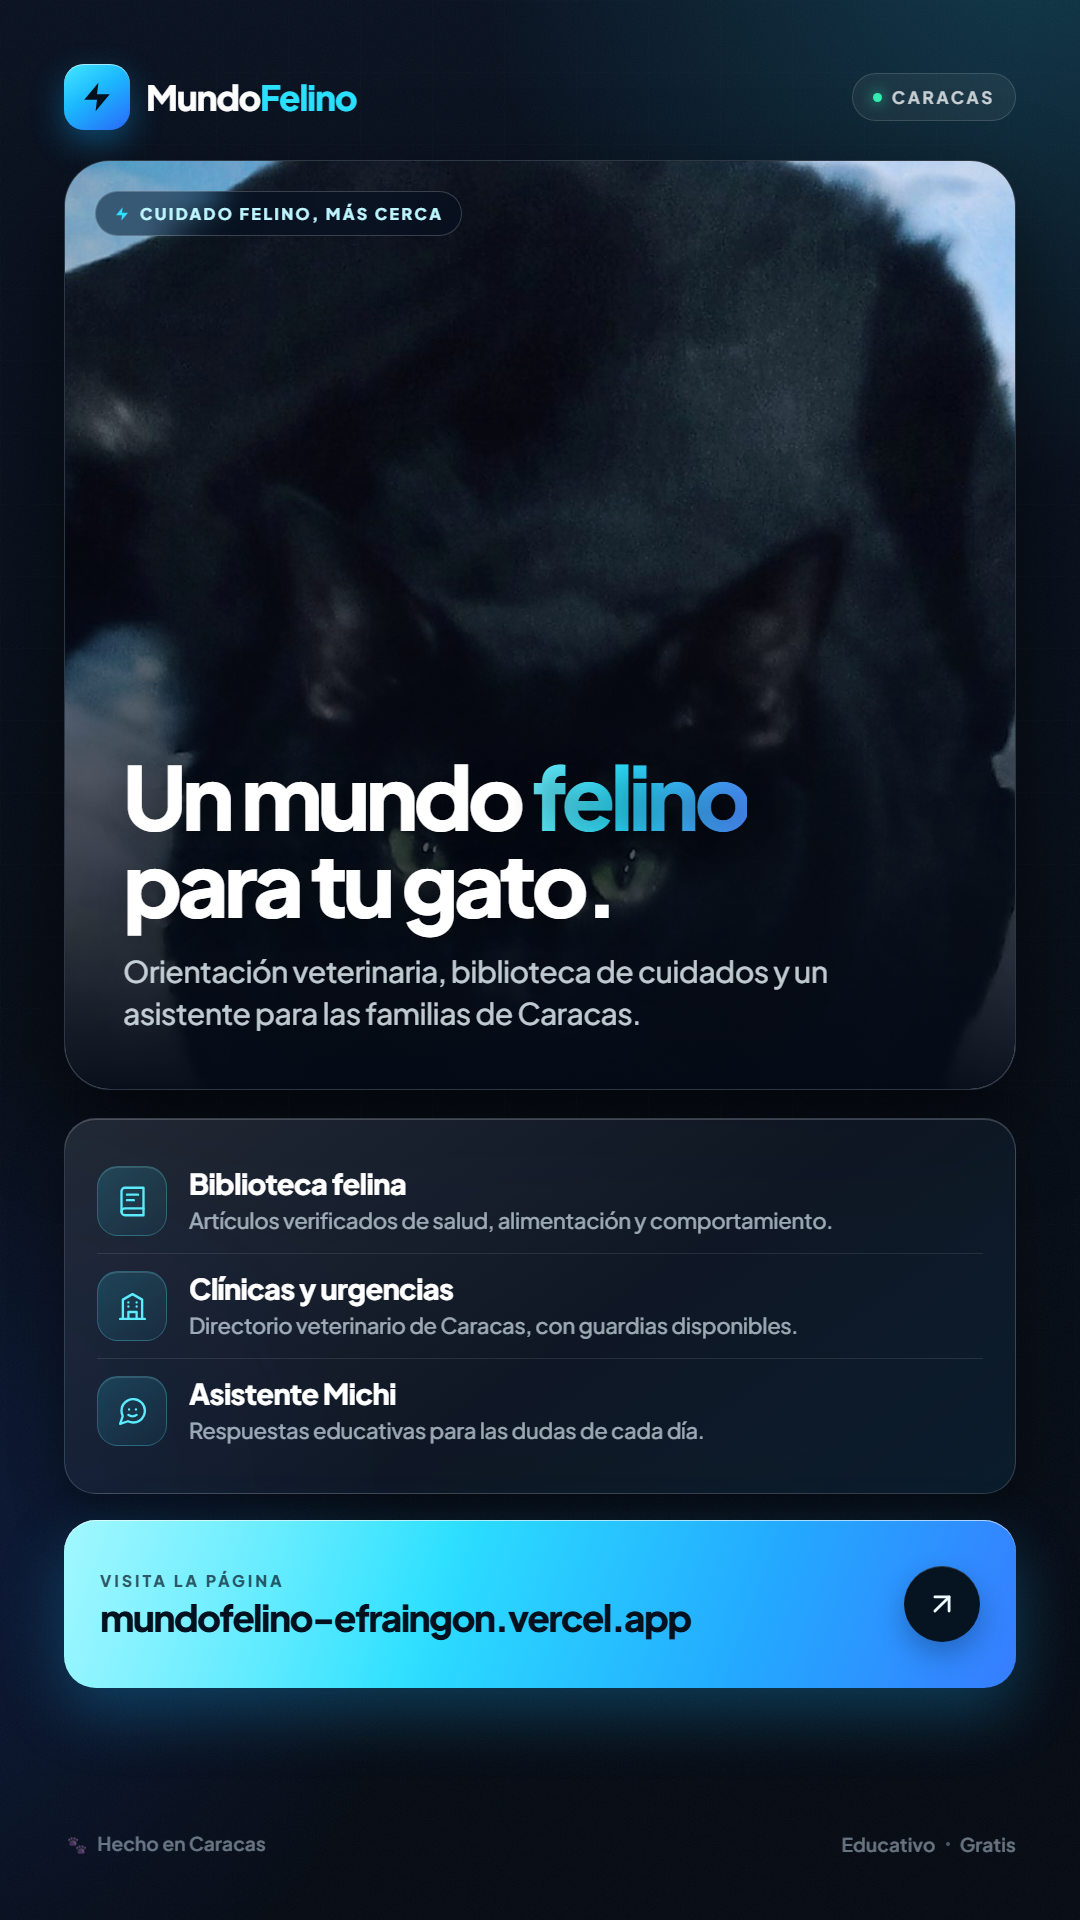 MundoFelino
CARACAS
CUIDADO FELINO, MÁS CERCA
Un mundo felino
para tu gato.
Orientación veterinaria, biblioteca de cuidados y un
asistente para las familias de Caracas.
Biblioteca felina
Artículos verificados de salud, alimentación y comportamiento.
Clínicas y urgencias
Directorio veterinario de Caracas, con guardias disponibles.
Asistente Michi
Respuestas educativas para las dudas de cada día.
VISITA LA PÁGINA
mundofelino-efraingon.vercel.app
Hecho en Caracas
Educativo · Gratis